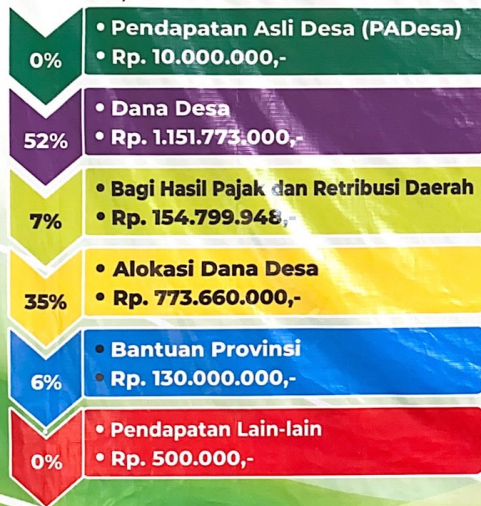 0%
• Pendapatan Asli Desa (PADesa)
• Rp. 10.000.000,-
52%
• Dana Desa
• Rp. 1.151.773.000,-
7%
• Bagi Hasil Pajak dan Retribusi Daerah
• Rp. 154.799.948,-
35%
• Alokasi Dana Desa
• Rp. 773.660.000,-
6%
• Bantuan Provinsi
• Rp. 130.000.000,-
0%
• Pendapatan Lain-lain
• Rp. 500.000,-